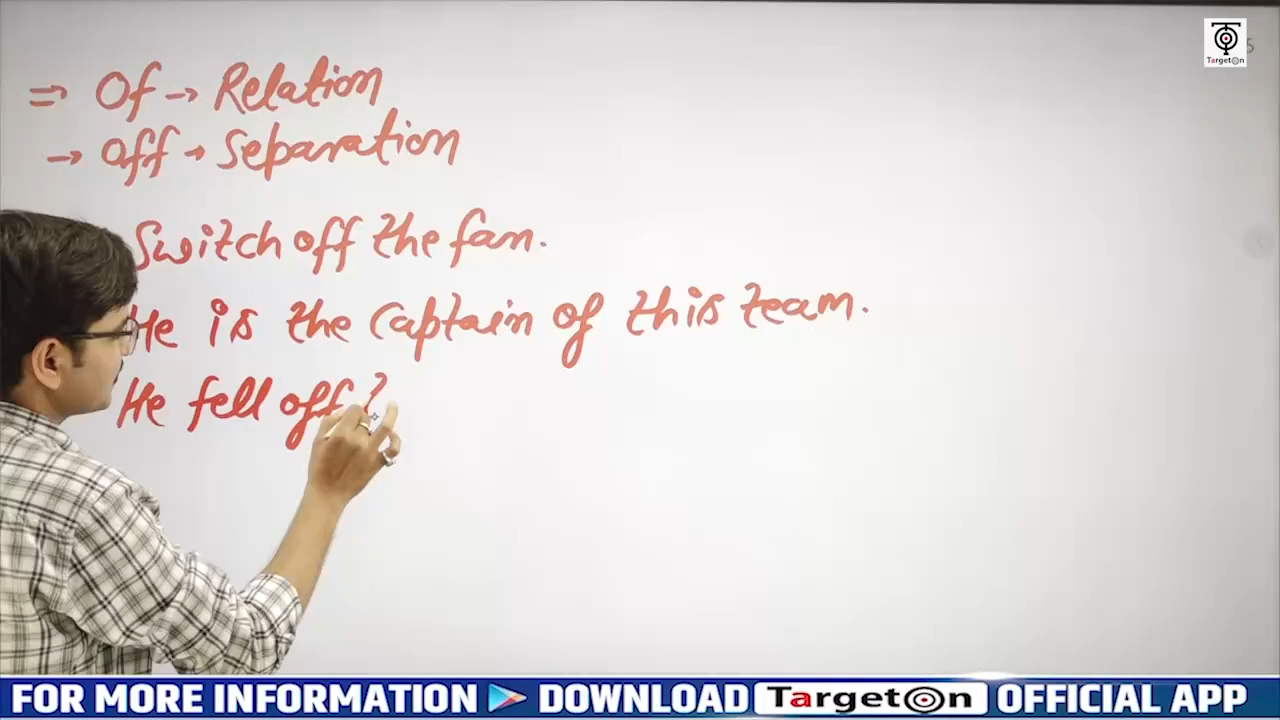 TargetOn
5
=> Of → Relation
→ Off → Separation
Switch off the fan.
He is the Captain of this team.
He fell off
FOR MORE INFORMATION DOWNLOAD TargetOn OFFICIAL APP